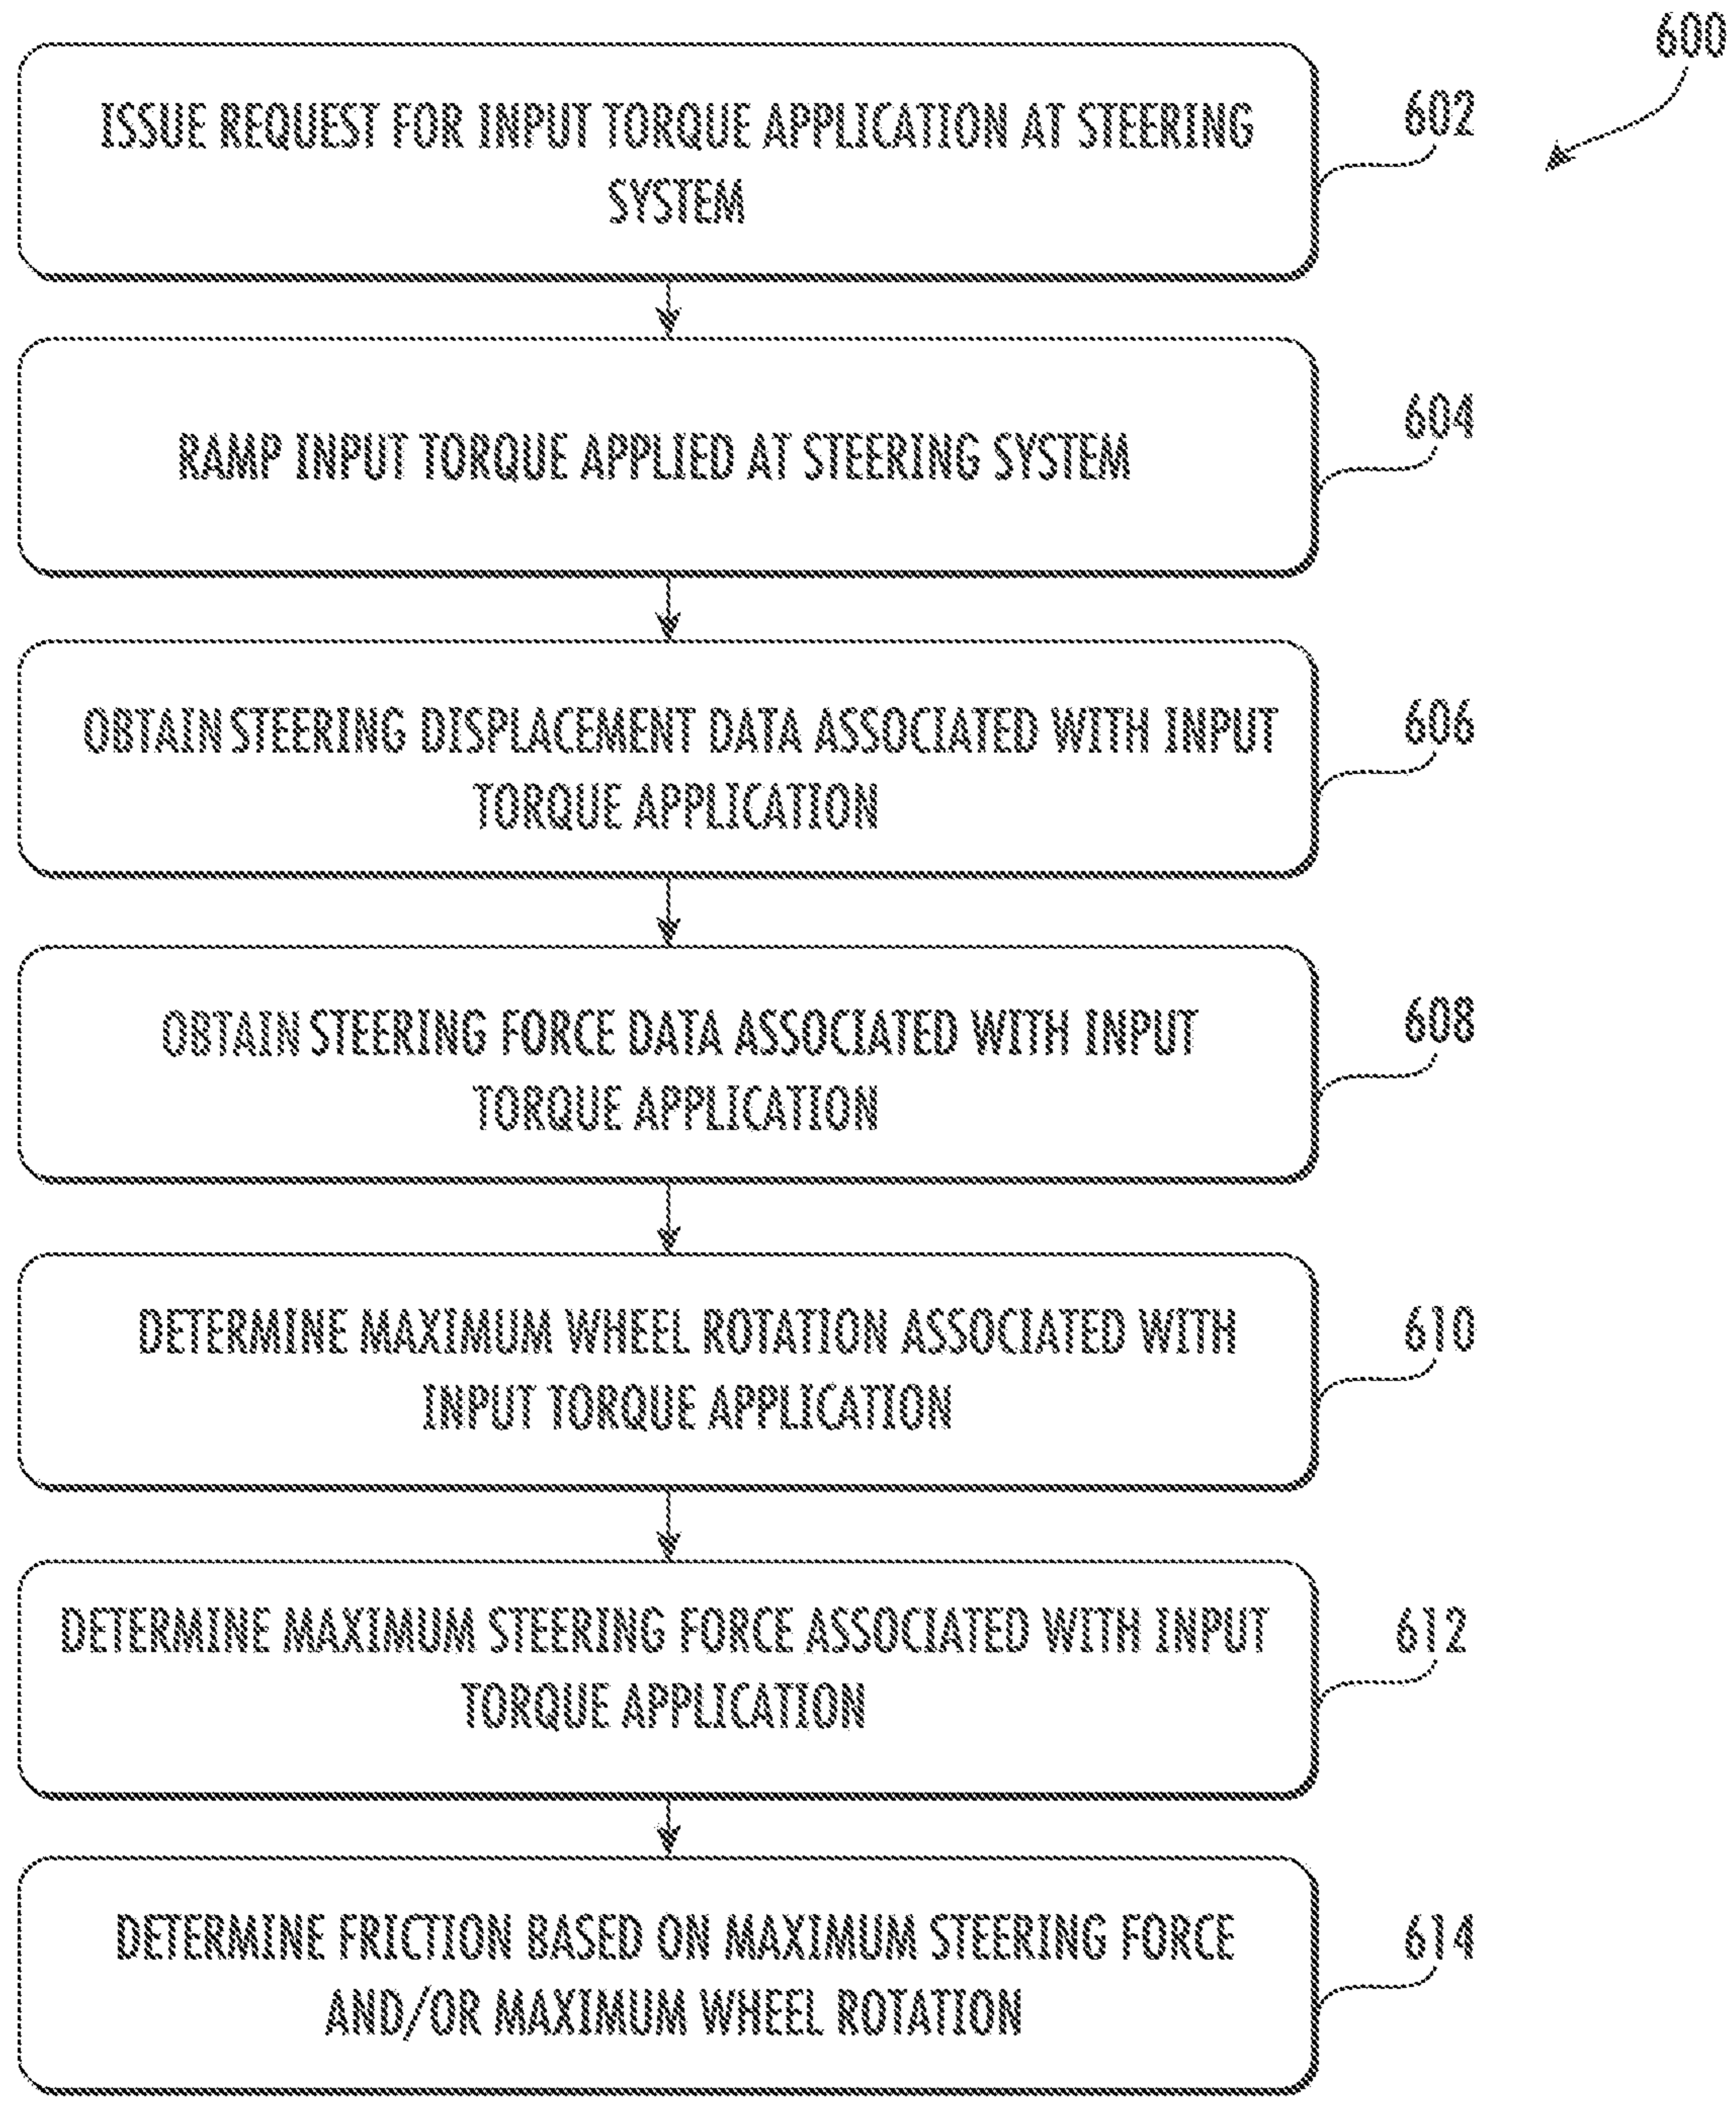 600
ISSUE REQUEST FOR INPUT TORQUE APPLICATION AT STEERING
SYSTEM
602
RAMP INPUT TORQUE APPLIED AT STEERING SYSTEM
604
OBTAIN STEERING DISPLACEMENT DATA ASSOCIATED WITH INPUT
TORQUE APPLICATION
606
OBTAIN STEERING FORCE DATA ASSOCIATED WITH INPUT
TORQUE APPLICATION
608
DETERMINE MAXIMUM WHEEL ROTATION ASSOCIATED WITH
INPUT TORQUE APPLICATION
610
DETERMINE MAXIMUM STEERING FORCE ASSOCIATED WITH INPUT
TORQUE APPLICATION
612
DETERMINE FRICTION BASED ON MAXIMUM STEERING FORCE
AND/OR MAXIMUM WHEEL ROTATION
614